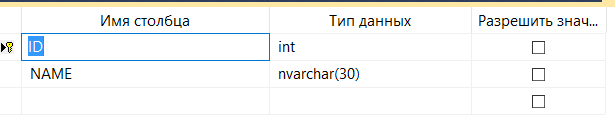 Имя столбца Тип данных Разрешить знач...
ID int
NAME nvarchar(30)